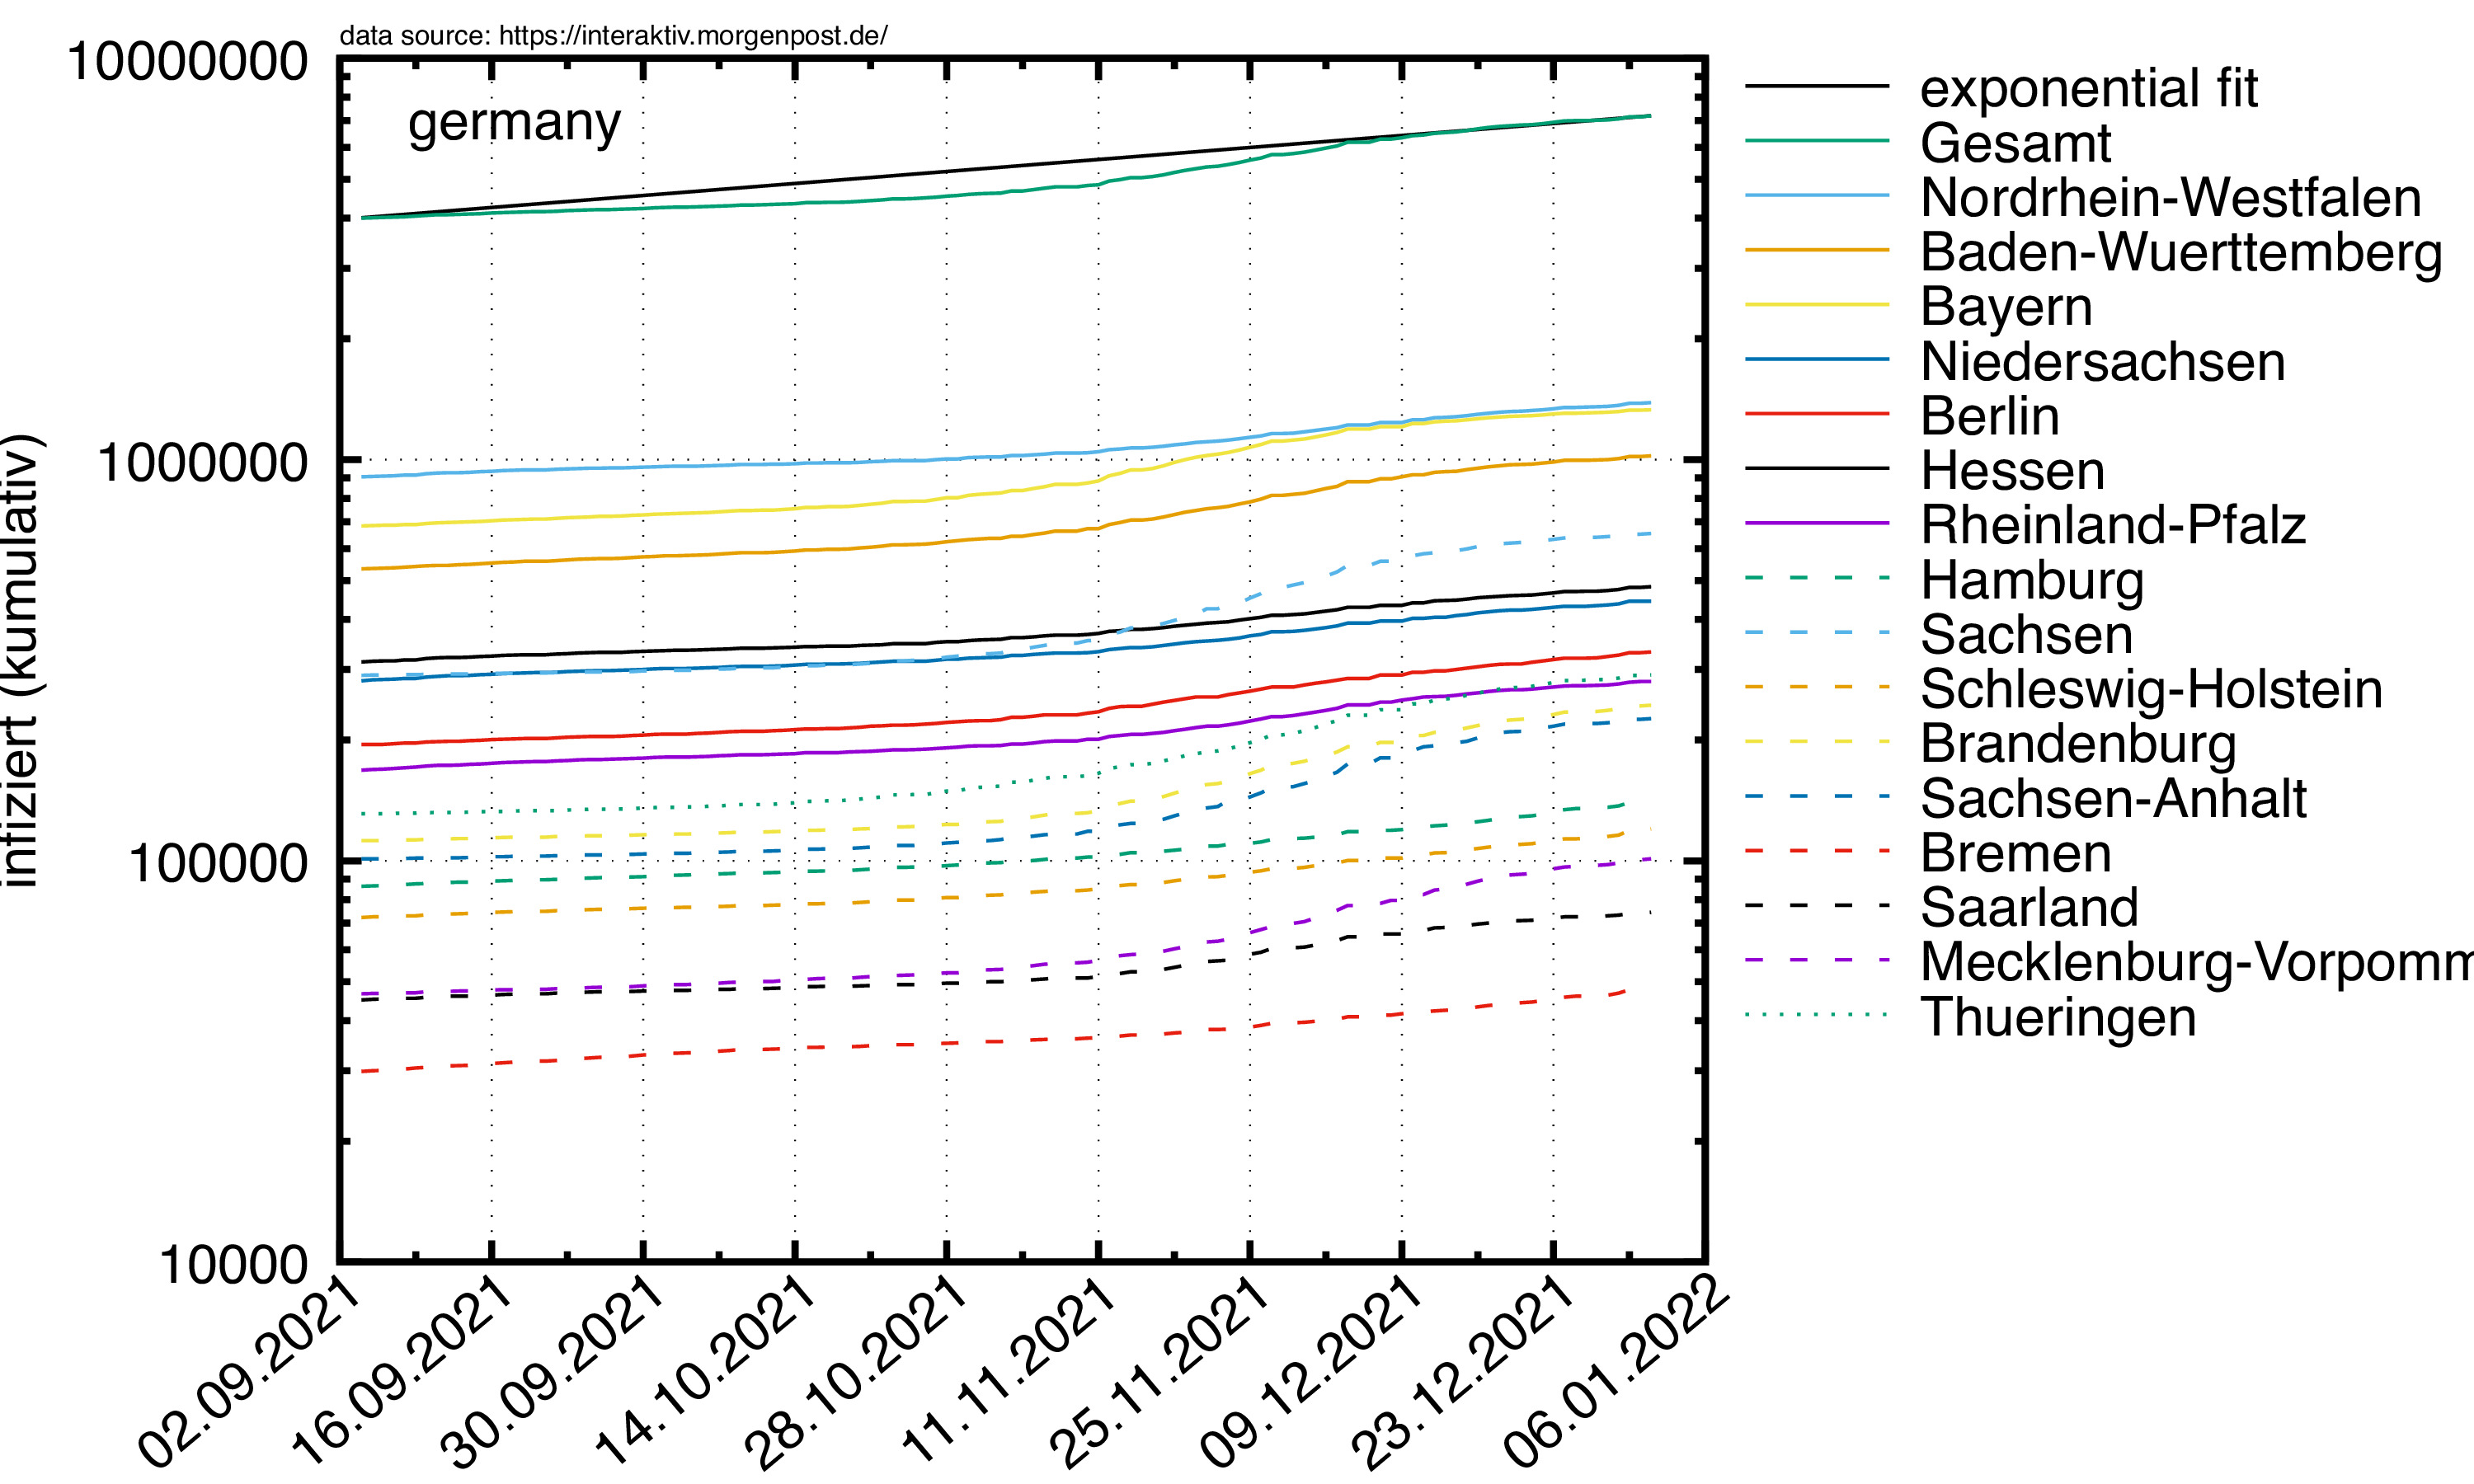 data source: https://interaktiv.morgenpost.de/
germany
infiziert (kumulativ)
10000000
1000000
100000
10000
02.09.2021
16.09.2021
30.09.2021
14.10.2021
28.10.2021
11.11.2021
25.11.2021
09.12.2021
23.12.2021
06.01.2022
exponential fit
Gesamt
Nordrhein-Westfalen
Baden-Wuerttemberg
Bayern
Niedersachsen
Berlin
Hessen
Rheinland-Pfalz
Hamburg
Sachsen
Schleswig-Holstein
Brandenburg
Sachsen-Anhalt
Bremen
Saarland
Mecklenburg-Vorpomm
Thueringen